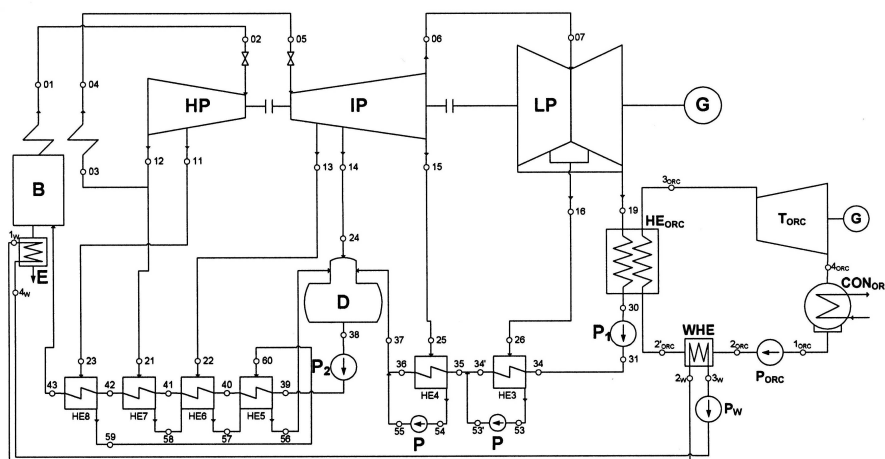 02
05
06
07
01
04
HP
IP
LP
G
12
11
13
14
15
03
B
3ORC
TORC
G
16
19
HEORC
1W
24
E
4W
D
4ORC
CONOR
30
P1
37
38
25
26
31
WHE
2'ORC
2ORC
1ORC
PORC
2W
3W
PW
P2
23
21
22
60
43
42
41
40
39
36
35
34'
34
HE8
HE7
HE6
HE5
HE4
HE3
59
58
57
56
55
54
53'
53
P
P